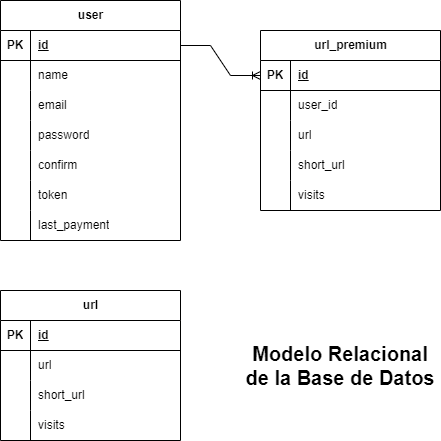 user
PK id
name
email
password
confirm
token
last_payment
url_premium
PK id
user_id
url
short_url
visits
url
PK id
url
short_url
visits
Modelo Relacional
de la Base de Datos